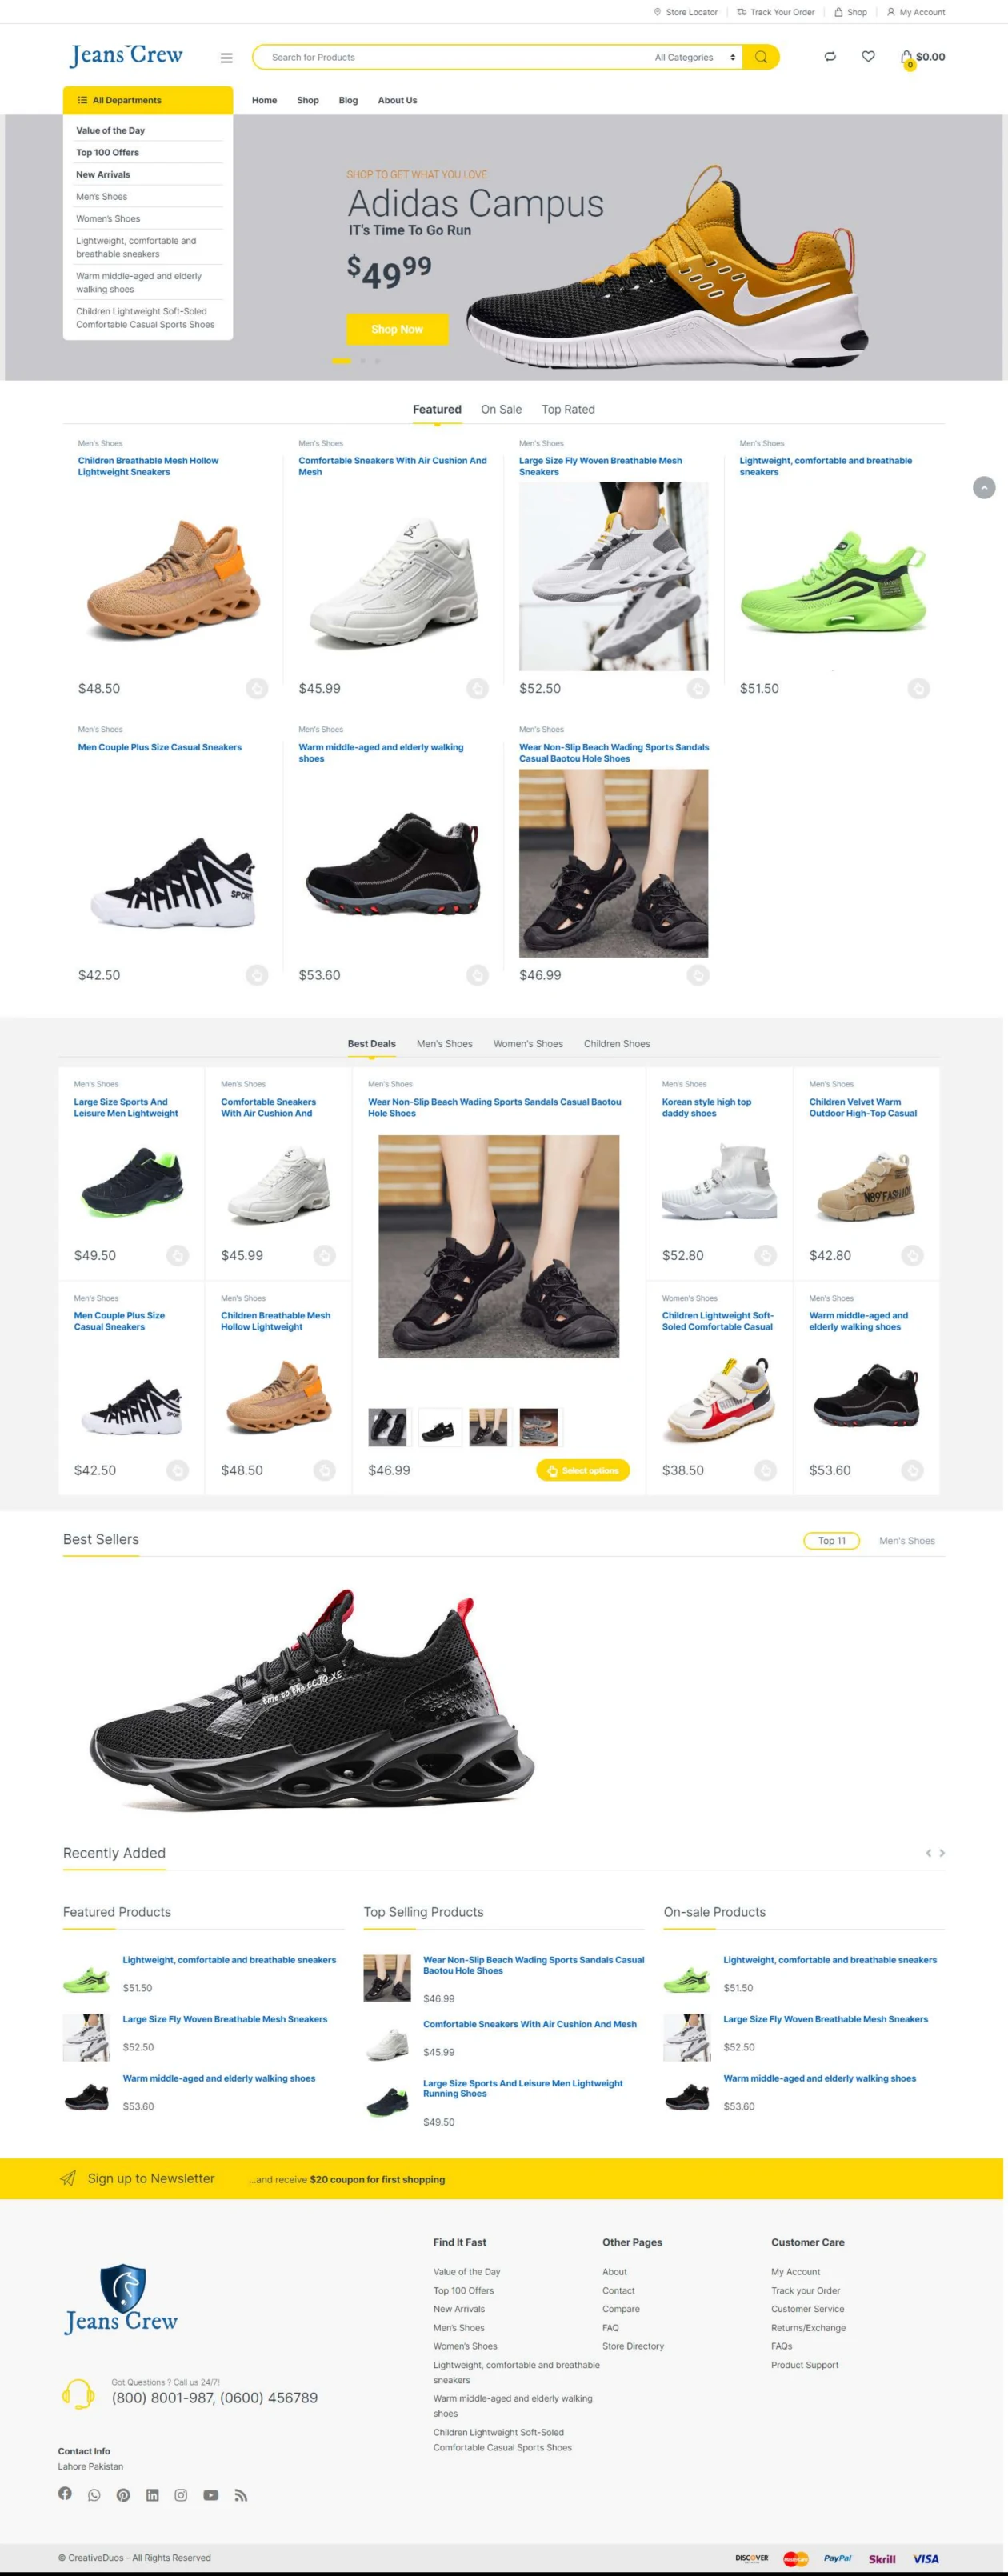 Store Locator
Track Your Order
Shop
My Account
Jeans Crew
Search for Products
All Categories
0
$0.00
All Departments
Home
Shop
Blog
About Us
Value of the Day
Top 100 Offers
New Arrivals
Men's Shoes
Women's Shoes
Lightweight, comfortable and
breathable sneakers
Warm middle-aged and elderly
walking shoes
Children Lightweight Soft-Soled
Comfortable Casual Sports Shoes
SHOP TO GET WHAT YOU LOVE
Adidas Campus
IT's Time To Go Run
$4999
Shop Now
Featured
On Sale
Top Rated
Men's Shoes
Children Breathable Mesh Hollow
Lightweight Sneakers
$48.50
Men's Shoes
Comfortable Sneakers With Air Cushion And
Mesh
$45.99
Men's Shoes
Large Size Fly Woven Breathable Mesh
Sneakers
$52.50
Men's Shoes
Lightweight, comfortable and breathable
sneakers
$51.50
Men's Shoes
Men Couple Plus Size Casual Sneakers
SPORT
$42.50
Men's Shoes
Warm middle-aged and elderly walking
shoes
$53.60
Men's Shoes
Wear Non-Slip Beach Wading Sports Sandals
Casual Baotou Hole Shoes
$46.99
Best Deals
Men's Shoes
Women's Shoes
Children Shoes
Men's Shoes
Large Size Sports And
Leisure Men Lightweight
$49.50
Men's Shoes
Comfortable Sneakers
With Air Cushion And
$45.99
Men's Shoes
Wear Non-Slip Beach Wading Sports Sandals Casual Baotou
Hole Shoes
$46.99
Select options
Men's Shoes
Korean style high top
daddy shoes
$52.80
Men's Shoes
Children Velvet Warm
Outdoor High-Top Casual
N89'FASHIO
$42.80
Men's Shoes
Men Couple Plus Size
Casual Sneakers
SPORT
$42.50
Men's Shoes
Children Breathable Mesh
Hollow Lightweight
$48.50
Women's Shoes
Children Lightweight Soft-
Soled Comfortable Casual
$38.50
Men's Shoes
Warm middle-aged and
elderly walking shoes
$53.60
Best Sellers
Top 11
Men's Shoes
time to the CCJQ-XE
Recently Added
Featured Products
Lightweight, comfortable and breathable sneakers
$51.50
Large Size Fly Woven Breathable Mesh Sneakers
$52.50
Warm middle-aged and elderly walking shoes
$53.60
Top Selling Products
Wear Non-Slip Beach Wading Sports Sandals Casual
Baotou Hole Shoes
$46.99
Comfortable Sneakers With Air Cushion And Mesh
$45.99
Large Size Sports And Leisure Men Lightweight
Running Shoes
$49.50
On-sale Products
Lightweight, comfortable and breathable sneakers
$51.50
Large Size Fly Woven Breathable Mesh Sneakers
$52.50
Warm middle-aged and elderly walking shoes
$53.60
Sign up to Newsletter
...and receive $20 coupon for first shopping
Jeans Crew
Got Questions ? Call us 24/7!
(800) 8001-987, (0600) 456789
Contact Info
Lahore Pakistan
Find It Fast
Value of the Day
Top 100 Offers
New Arrivals
Men's Shoes
Women's Shoes
Lightweight, comfortable and breathable
sneakers
Warm middle-aged and elderly walking
shoes
Children Lightweight Soft-Soled
Comfortable Casual Sports Shoes
Other Pages
About
Contact
Compare
FAQ
Store Directory
Customer Care
My Account
Track your Order
Customer Service
Returns/Exchange
FAQs
Product Support
© CreativeDuos - All Rights Reserved
DISCOVER
MasterCard
PayPal
Skrill
VISA